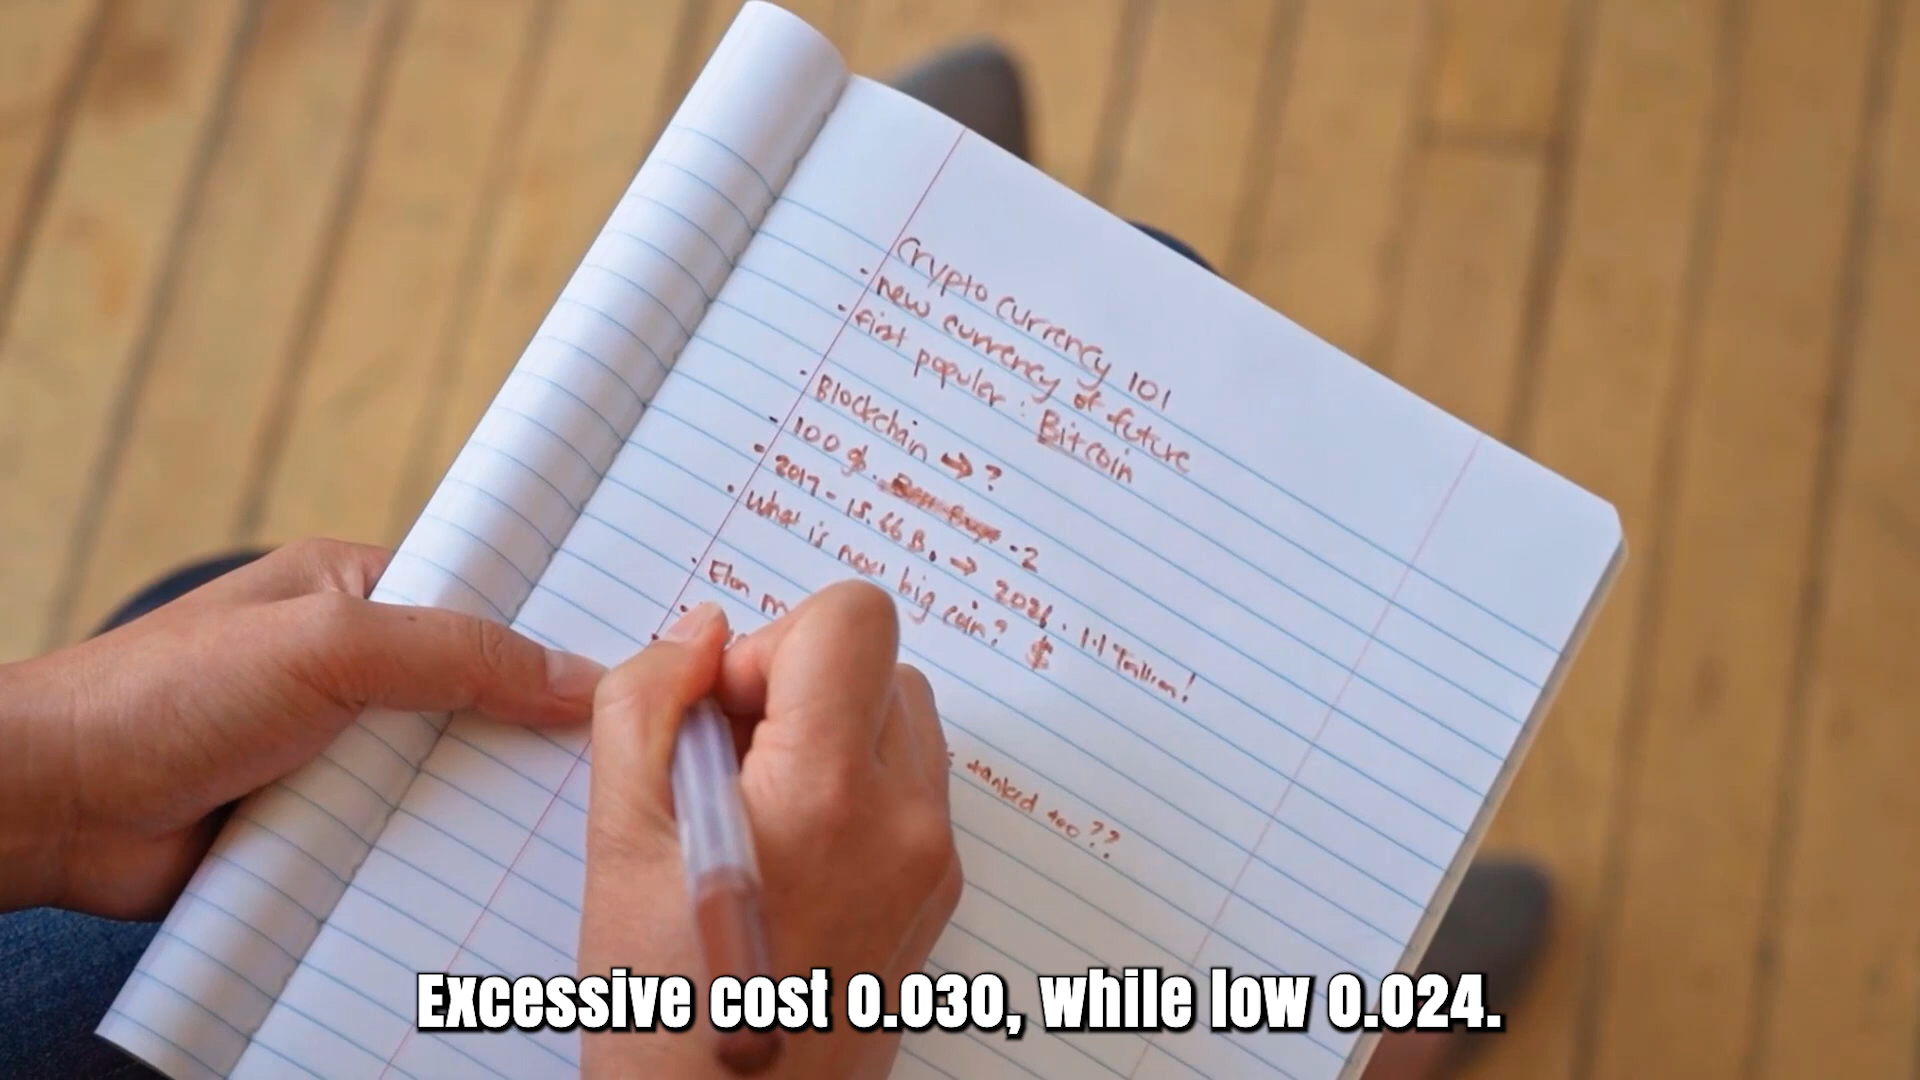 Crypto Currency 101
- new currency of future
- first popular : Bitcoin
- Blockchain → ?
- 100 $ . -2
- 2017 - 15.66B. → 2021 . 1.1 Trillion!
- What is next big coin? $
- Elon
tanked too ??
Excessive cost 0.030, while low 0.024.